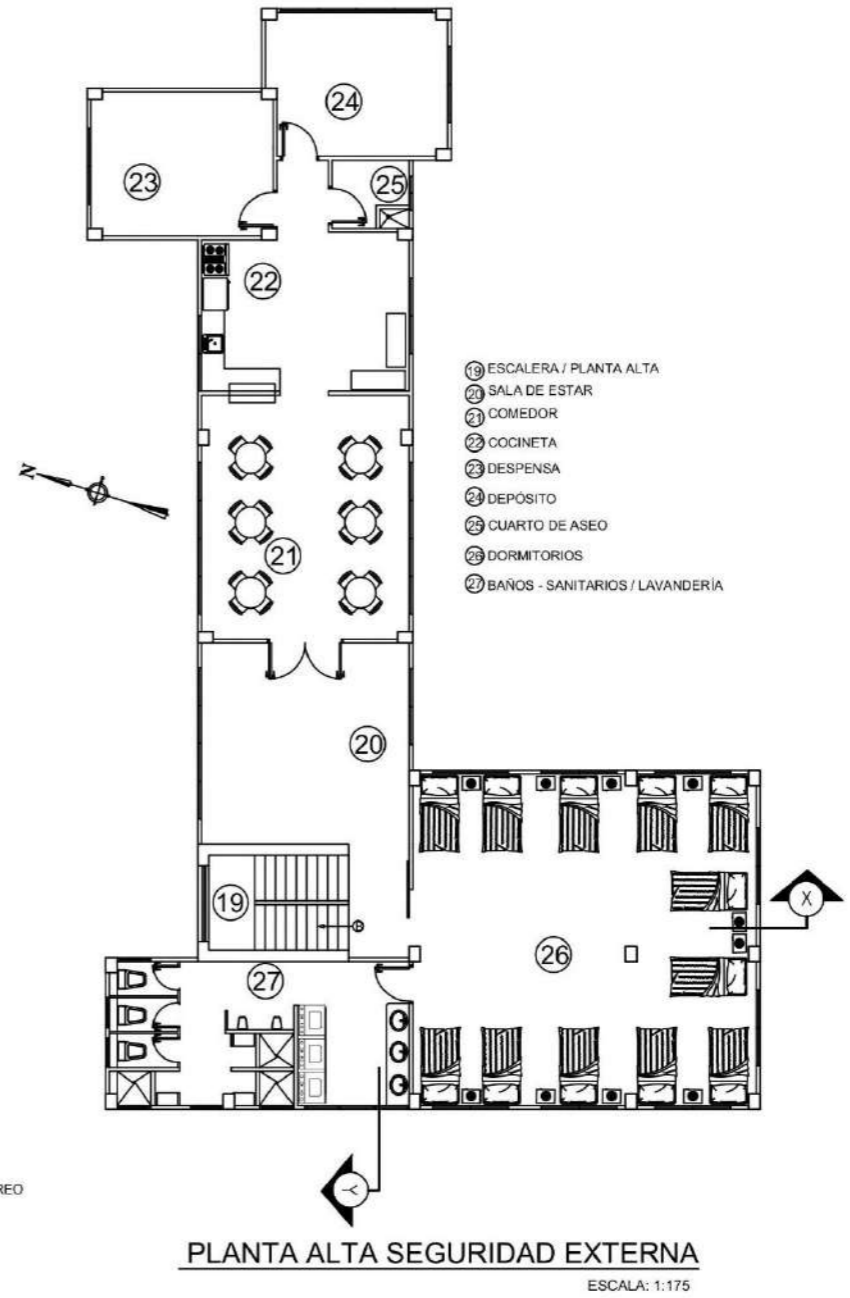 24
23
25
22
19 ESCALERA / PLANTA ALTA
20 SALA DE ESTAR
21 COMEDOR
22 COCINETA
23 DESPENSA
24 DEPÓSITO
25 CUARTO DE ASEO
26 DORMITORIOS
27 BAÑOS - SANITARIOS / LAVANDERÍA
N
21
20
19
X
26
27
Y
REO
PLANTA ALTA SEGURIDAD EXTERNA
ESCALA: 1:175